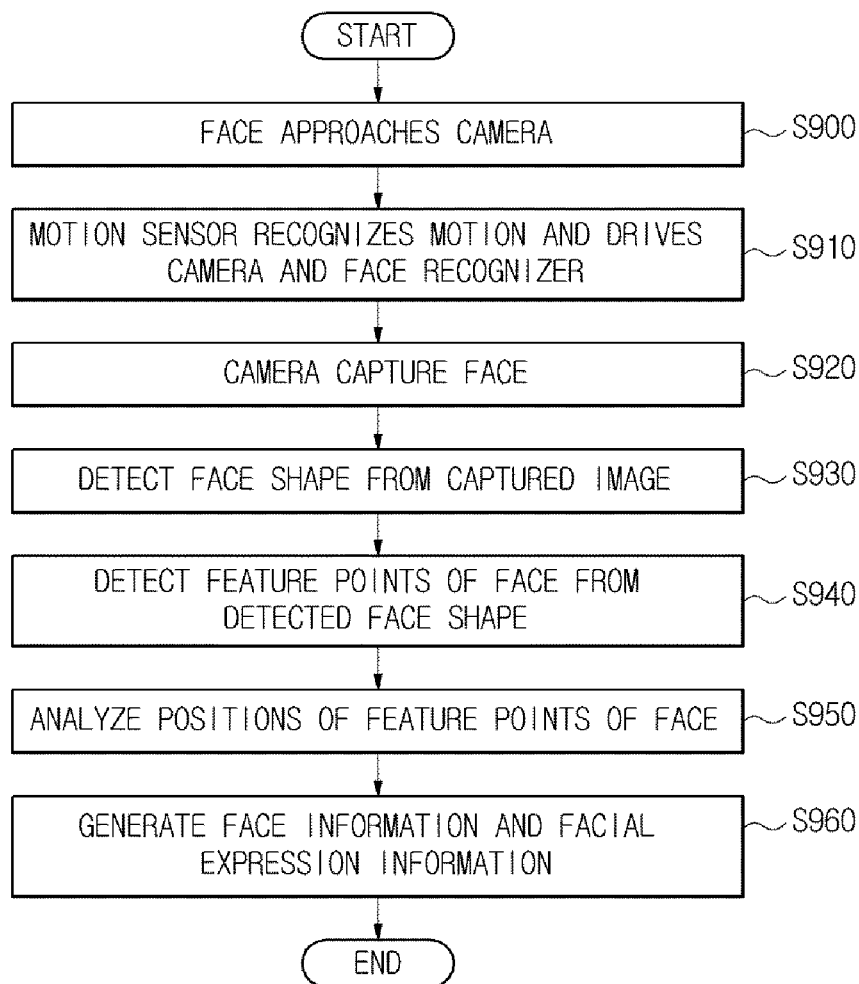 START
FACE APPROACHES CAMERA
S900
MOTION SENSOR RECOGNIZES MOTION AND DRIVES
CAMERA AND FACE RECOGNIZER
S910
CAMERA CAPTURE FACE
S920
DETECT FACE SHAPE FROM CAPTURED IMAGE
S930
DETECT FEATURE POINTS OF FACE FROM
DETECTED FACE SHAPE
S940
ANALYZE POSITIONS OF FEATURE POINTS OF FACE
S950
GENERATE FACE INFORMATION AND FACIAL
EXPRESSION INFORMATION
S960
END